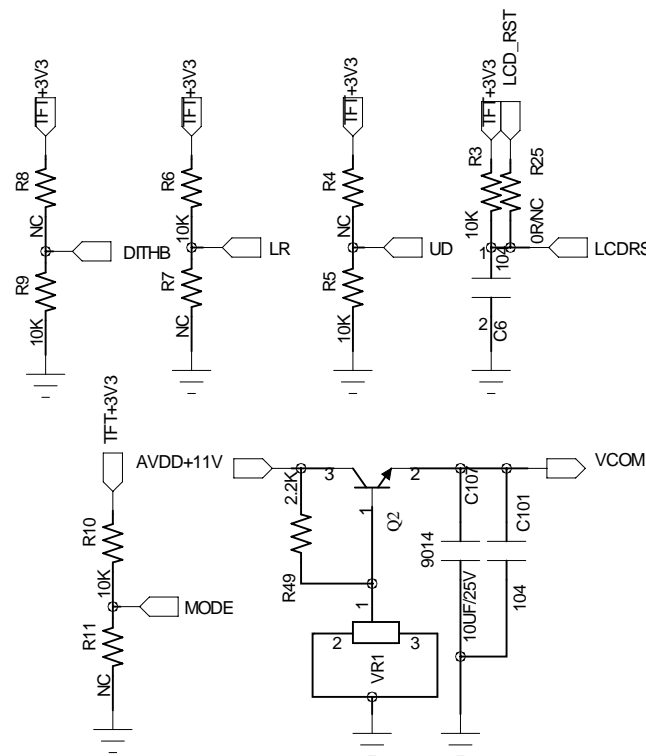 TFT+3V3
R8
NC
DITHB
R9
10K
TFT+3V3
R6
10K
LR
R7
NC
TFT+3V3
R4
NC
UD
R5
10K
TFT+3V3
LCD_RST
R3
R25
10K
0R/NC
1
104
LCDRS
2
C6
TFT+3V3
R10
10K
MODE
R11
NC
AVDD+11V
3
2
VCOM
2.2K
1
Q2
R49
1
2
3
VR1
C107
C101
9014
10UF/25V
104